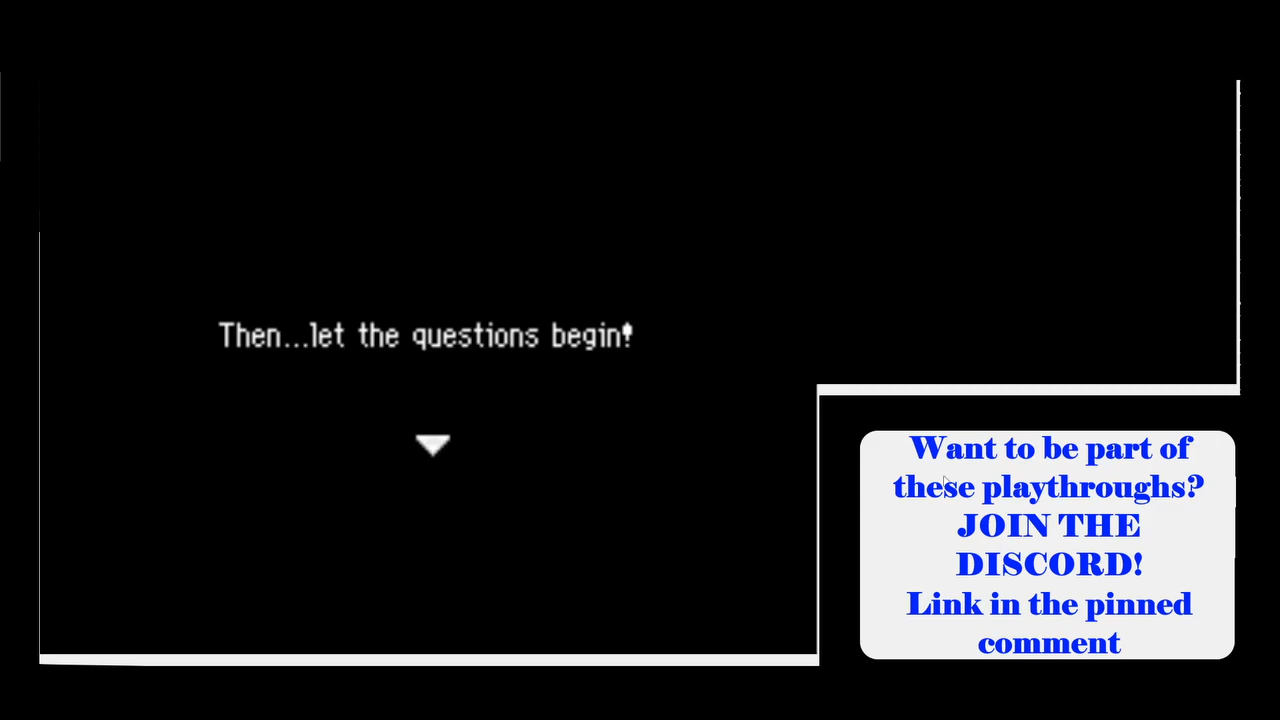 Then...let the questions begin!
Want to be part of
these playthroughs?
JOIN THE
DISCORD!
Link in the pinned
comment